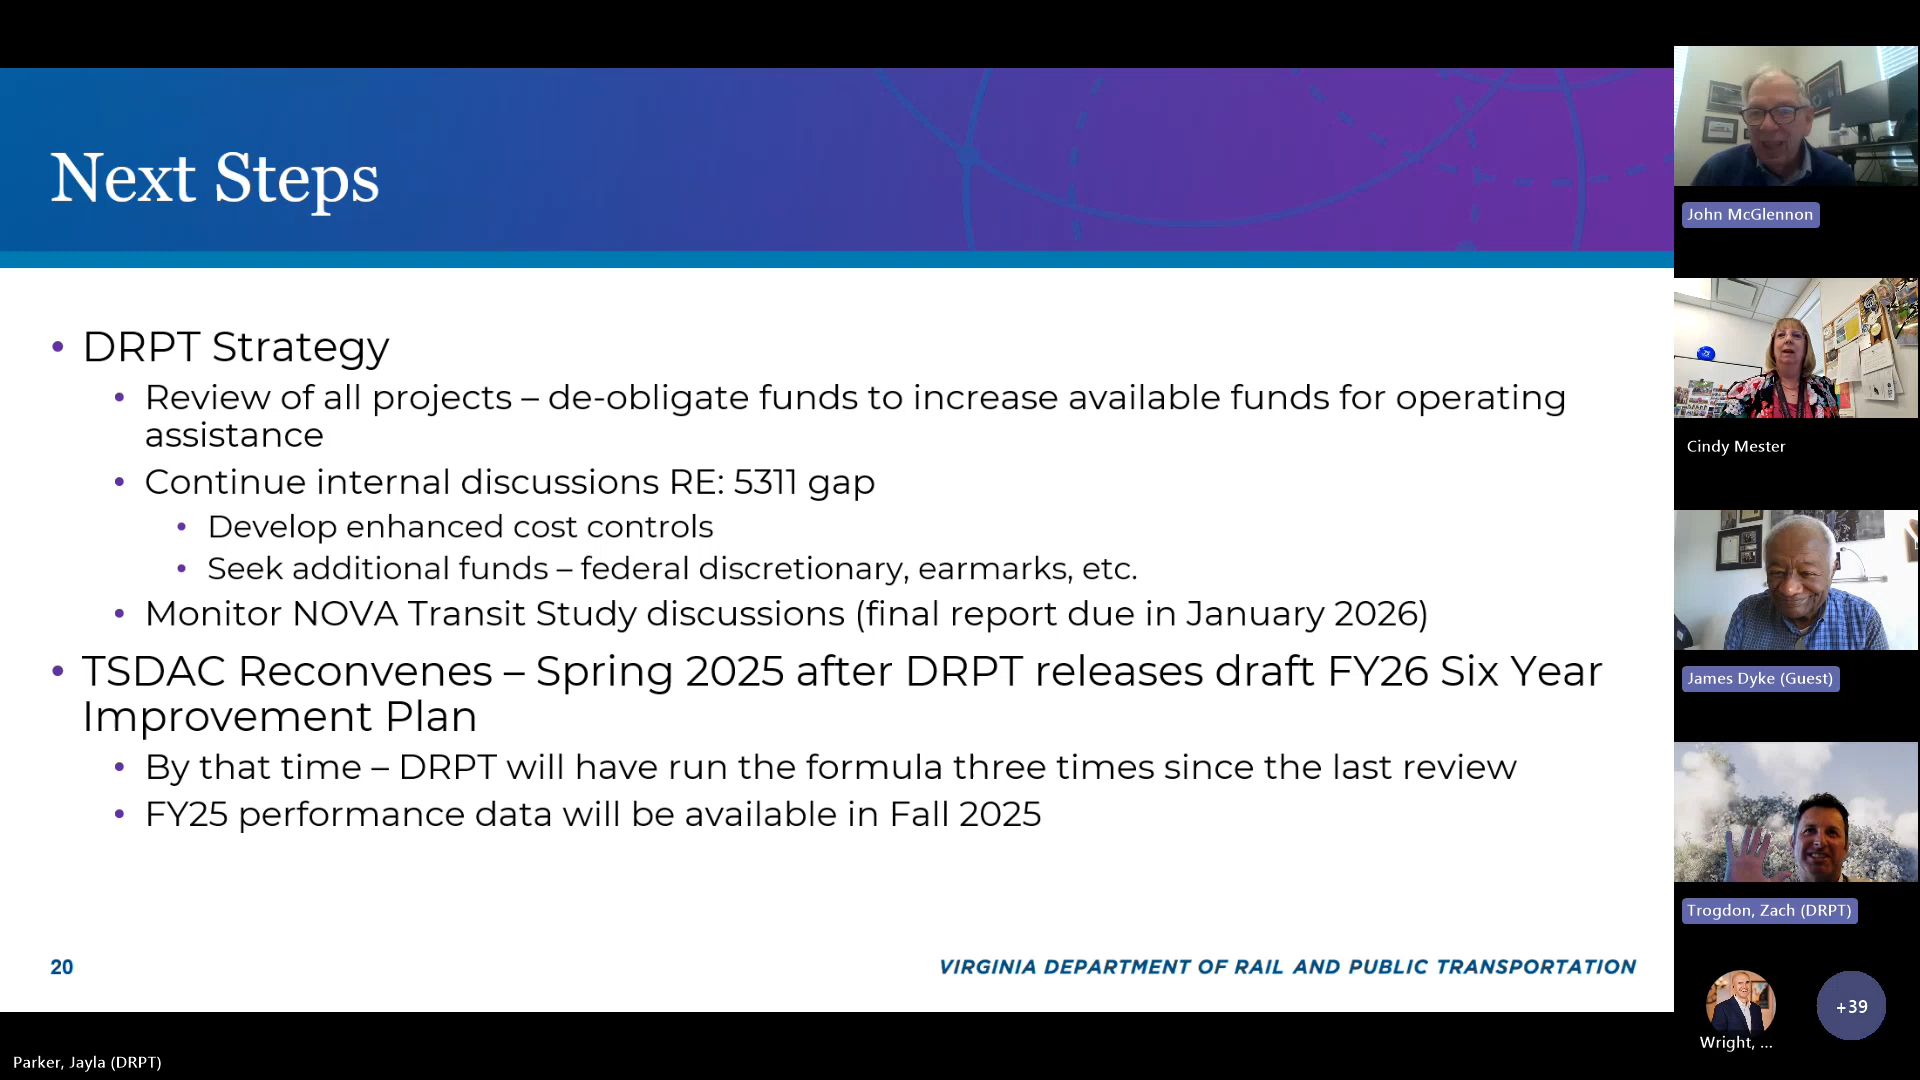 Next Steps
• DRPT Strategy
• Review of all projects – de-obligate funds to increase available funds for operating
assistance
• Continue internal discussions RE: 5311 gap
• Develop enhanced cost controls
• Seek additional funds – federal discretionary, earmarks, etc.
• Monitor NOVA Transit Study discussions (final report due in January 2026)
• TSDAC Reconvenes – Spring 2025 after DRPT releases draft FY26 Six Year
Improvement Plan
• By that time – DRPT will have run the formula three times since the last review
• FY25 performance data will be available in Fall 2025
20
VIRGINIA DEPARTMENT OF RAIL AND PUBLIC TRANSPORTATION
John McGlennon
Cindy Mester
James Dyke (Guest)
Trogdon, Zach (DRPT)
Wright, ...
+39
Parker, Jayla (DRPT)